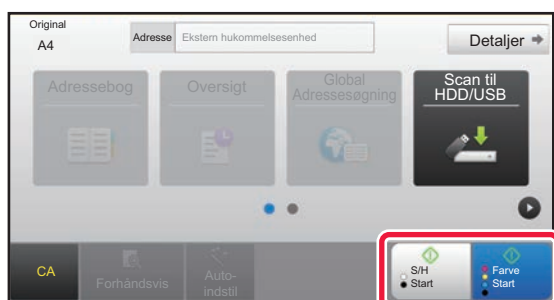 Original
A4
Adresse
Ekstern hukommelsesenhed
Detaljer
Adressebog
Oversigt
Global
Adressesøgning
Scan til
HDD/USB
CA
Forhåndsvis
Auto-
indstil
S/H
Start
Farve
Start